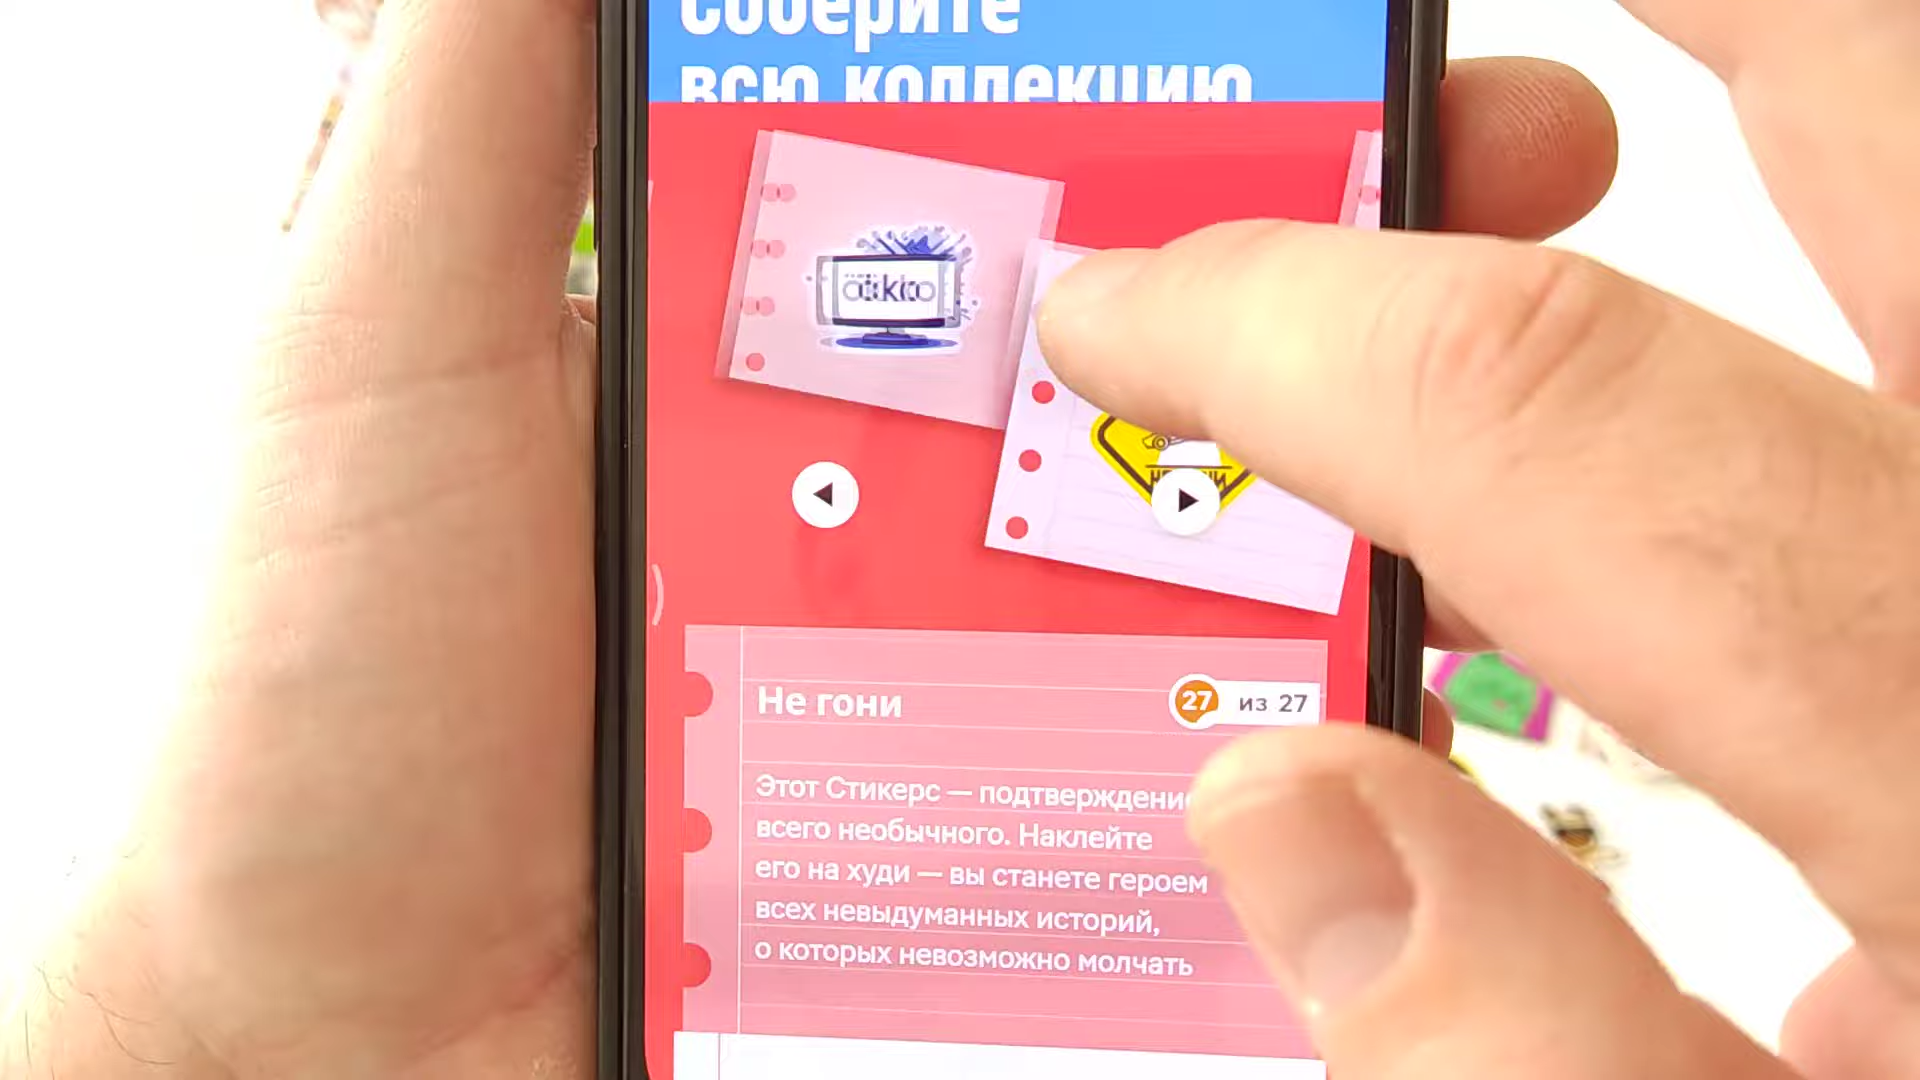 Соберите
всю коллекцию
okko
Не гони
27 из 27
Этот Стикерс — подтверждение
всего необычного. Наклейте
его на худи — вы станете героем
всех невыдуманных историй,
о которых невозможно молчать